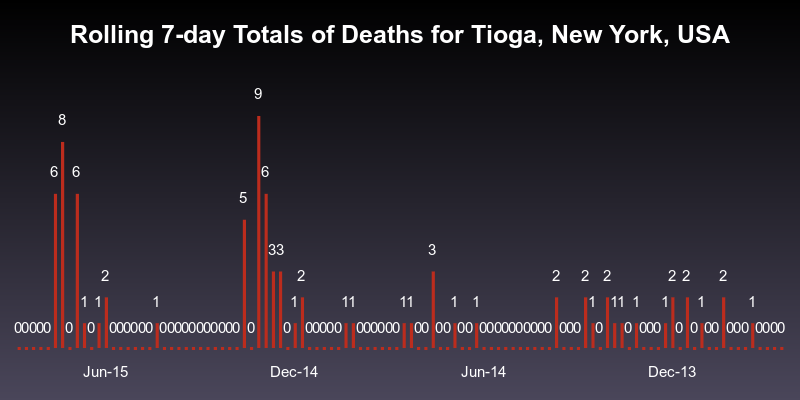 Rolling 7-day Totals of Deaths for Tioga, New York, USA
9
8
6 6 6
5
33 3
2 2 2 2 2 2 2 2
1 1 1 1 11 11 1 1 1 11 1 1 1 1
00000 0 0 000000 00000000000 0 0 00000 000000 00 00 00 0000000000 000 0 0 000 0 0 00 000 0000
Jun-15 Dec-14 Jun-14 Dec-13